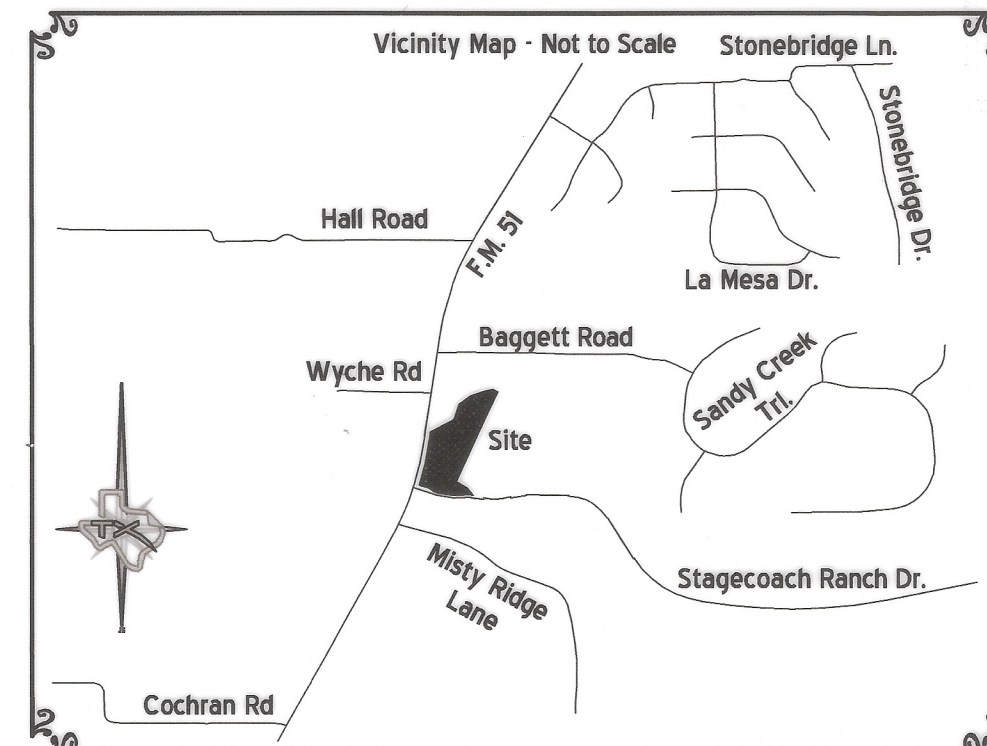 Vicinity Map - Not to Scale
Stonebridge Ln.
Stonebridge Dr.
Hall Road
F.M. 51
La Mesa Dr.
Baggett Road
Wyche Rd
Sandy Creek
Trl.
Site
TX
Misty Ridge
Lane
Stagecoach Ranch Dr.
Cochran Rd